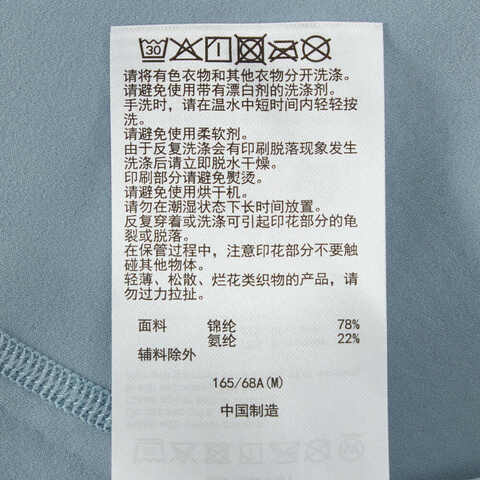 30
请将有色衣物和其他衣物分开洗涤。
请避免使用带有漂白剂的洗涤剂。
手洗时，请在温水中短时间内轻轻按
洗。
请避免使用柔软剂。
由于反复洗涤会有印刷脱落现象发生
洗涤后请立即脱水干燥。
印刷部分请避免熨烫。
请避免使用烘干机。
请勿在潮湿状态下长时间放置。
反复穿着或洗涤可引起印花部分的龟
裂或脱落。
在保管过程中，注意印花部分不要触
碰其他物体。
轻薄、松散、烂花类织物的产品，请
勿过力拉扯。
面料 锦纶 78%
氨纶 22%
辅料除外
165/68A(M)
中国制造